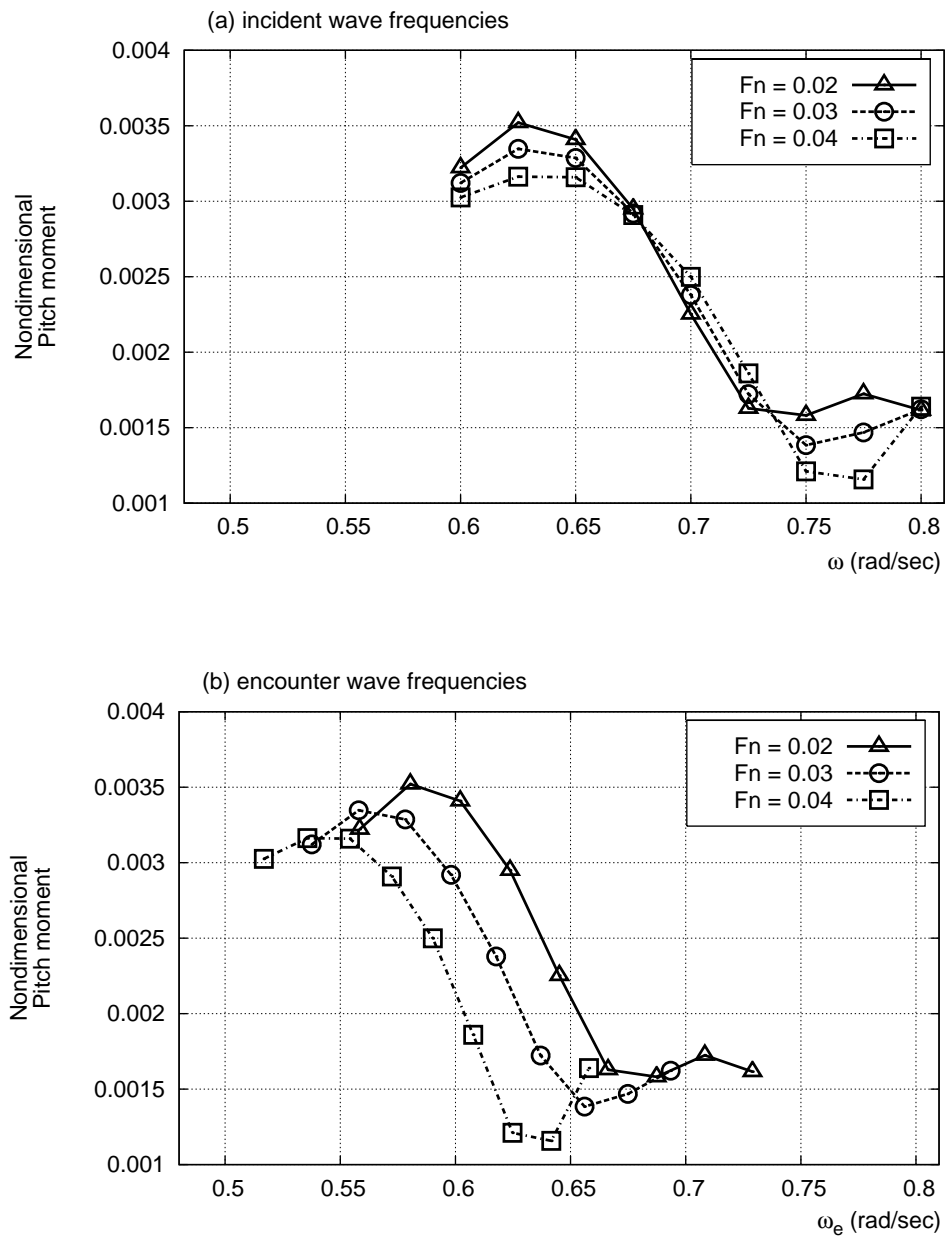 (a) incident wave frequencies
0.004
0.0035
0.003
0.0025
0.002
0.0015
0.001
Nondimensional
Pitch moment
Fn = 0.02
Fn = 0.03
Fn = 0.04
0.5 0.55 0.6 0.65 0.7 0.75 0.8
ω (rad/sec)
(b) encounter wave frequencies
0.004
0.0035
0.003
0.0025
0.002
0.0015
0.001
Nondimensional
Pitch moment
Fn = 0.02
Fn = 0.03
Fn = 0.04
0.5 0.55 0.6 0.65 0.7 0.75 0.8
ωe (rad/sec)